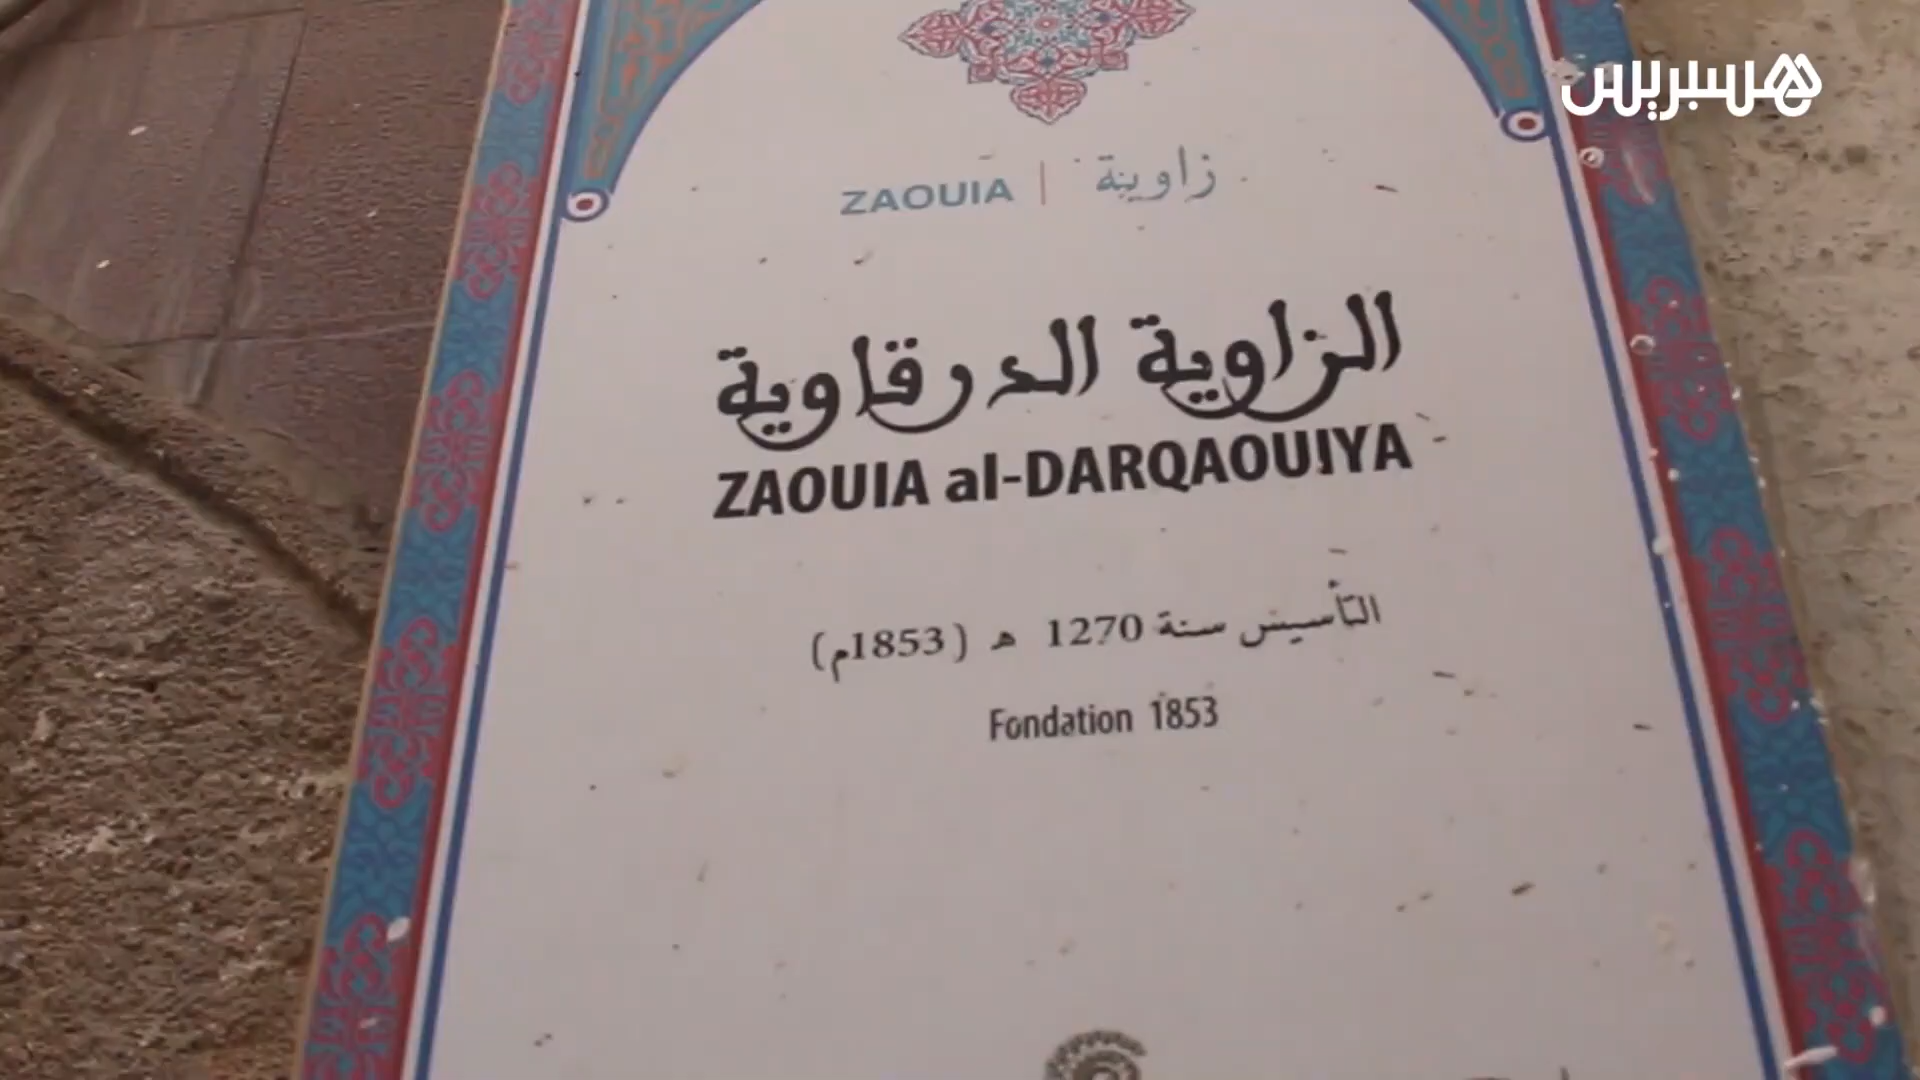 هسبريس
ZAOUIA | زاوية
الزاوية الدرقاوية
ZAOUIA al-DARQAOUIYA
التأسيس سنة 1270 هـ (1853م)
Fondation 1853